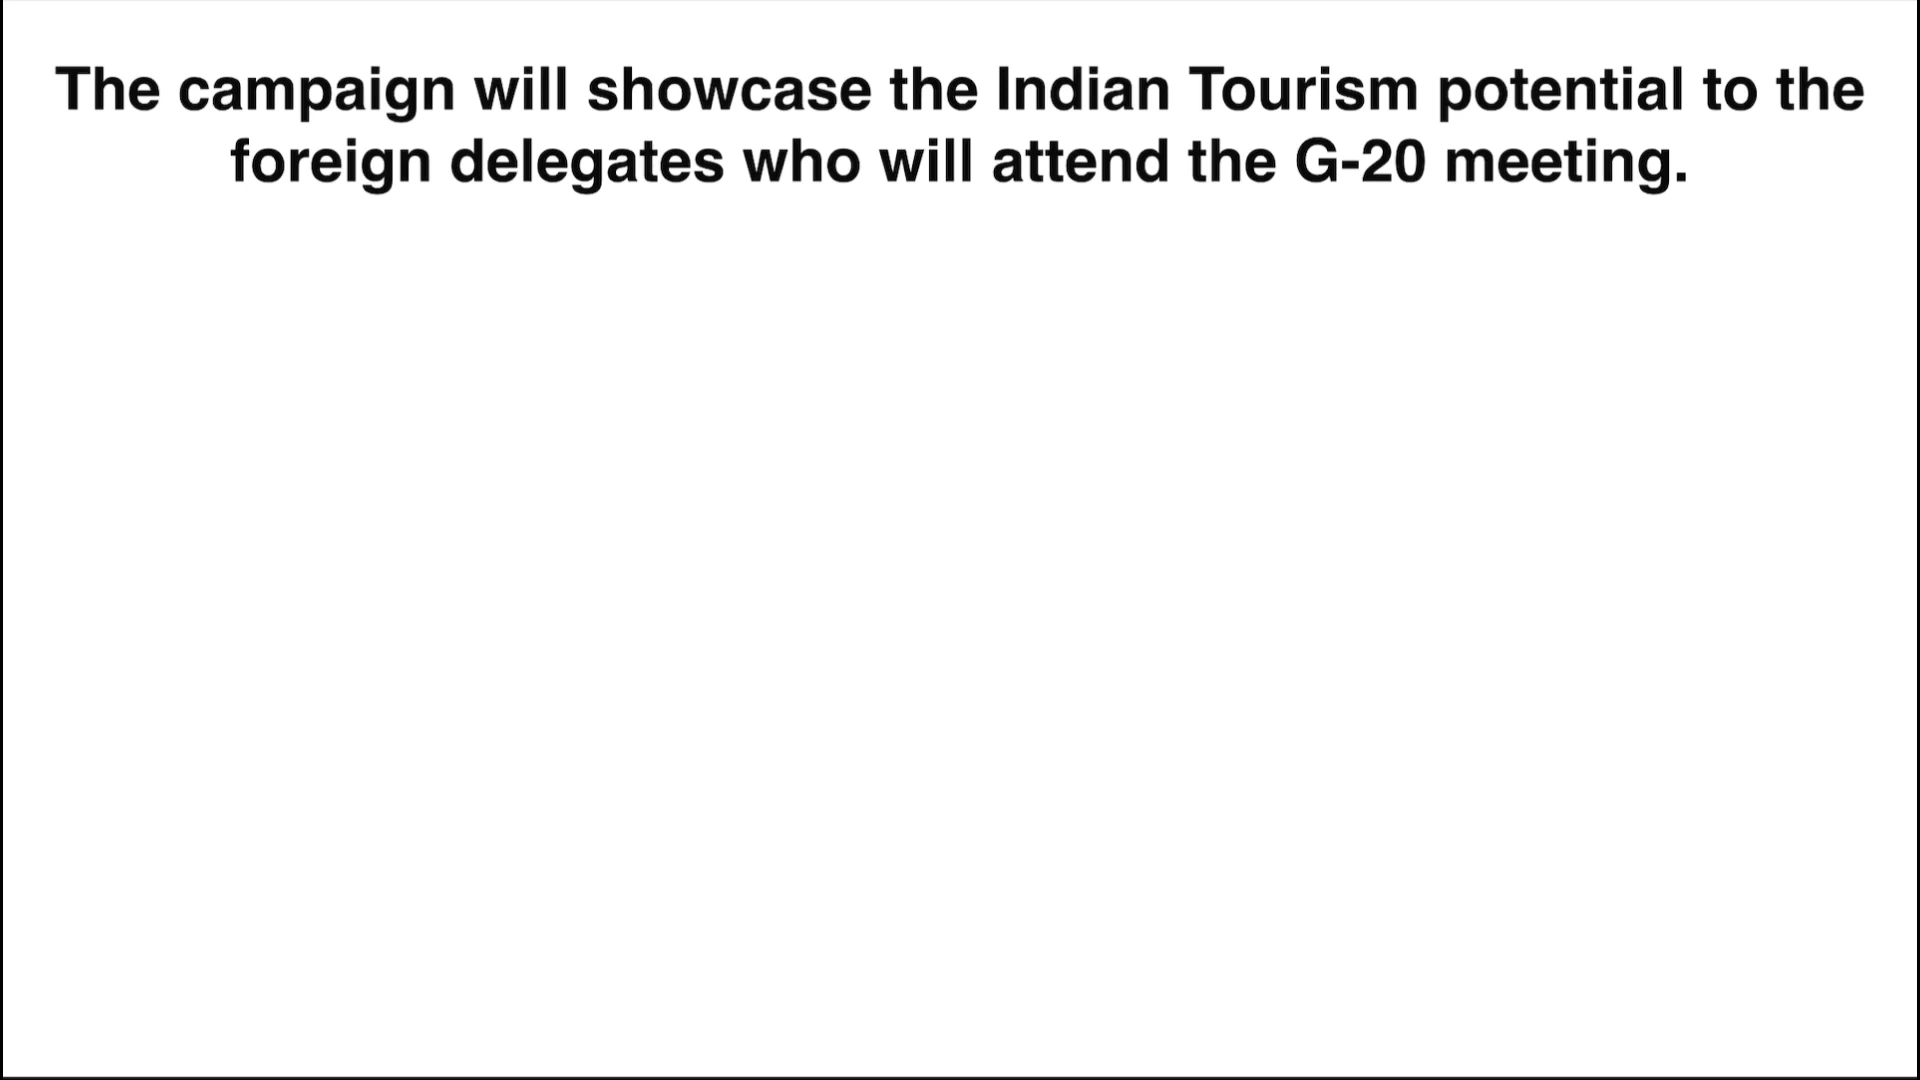 The campaign will showcase the Indian Tourism potential to the
foreign delegates who will attend the G-20 meeting.